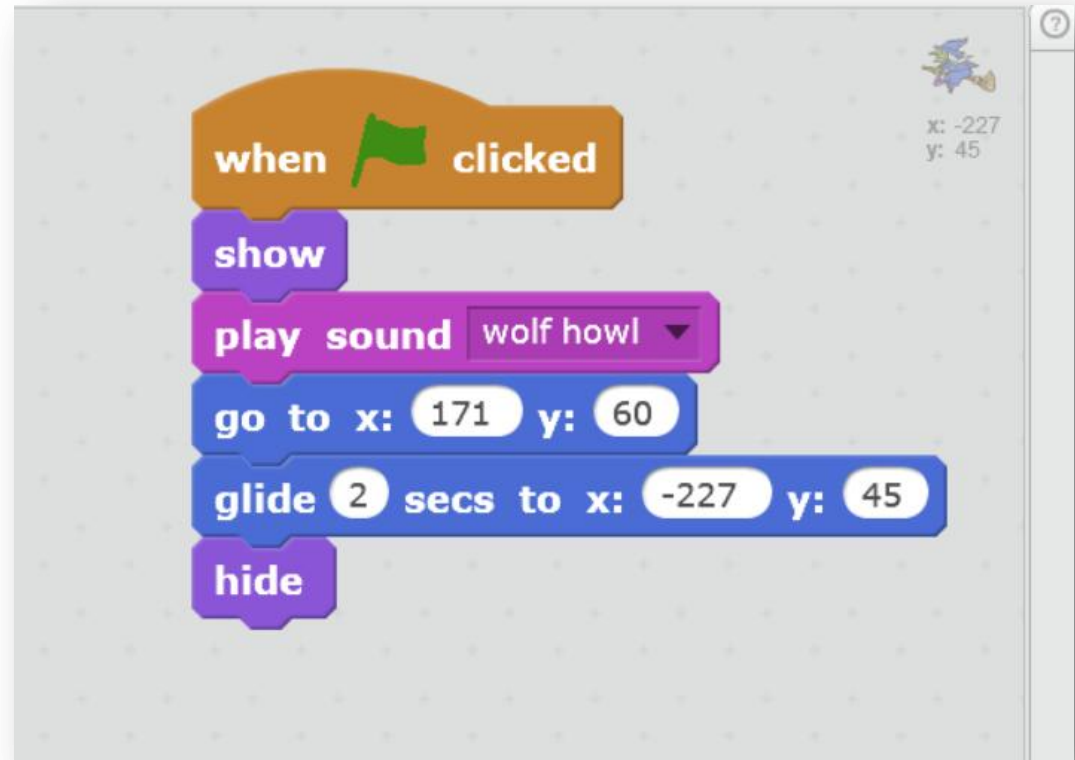 ?
x: -227
y: 45
when clicked
show
play sound wolf howl
go to x: 171 y: 60
glide 2 secs to x: -227 y: 45
hide